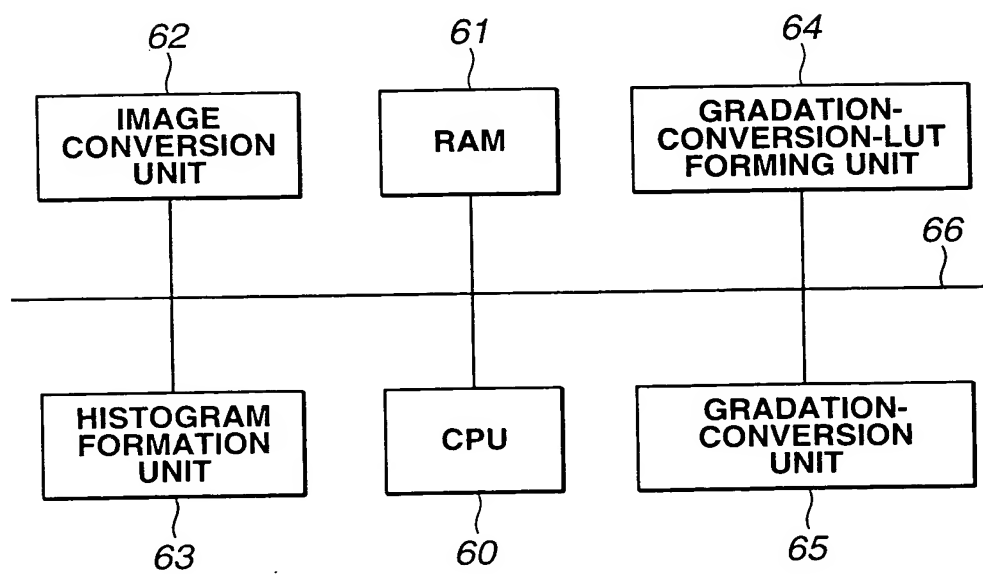 62
61
64
IMAGE
CONVERSION
UNIT
RAM
GRADATION-
CONVERSION-LUT
FORMING UNIT
66
HISTOGRAM
FORMATION
UNIT
CPU
GRADATION-
CONVERSION
UNIT
63
60
65